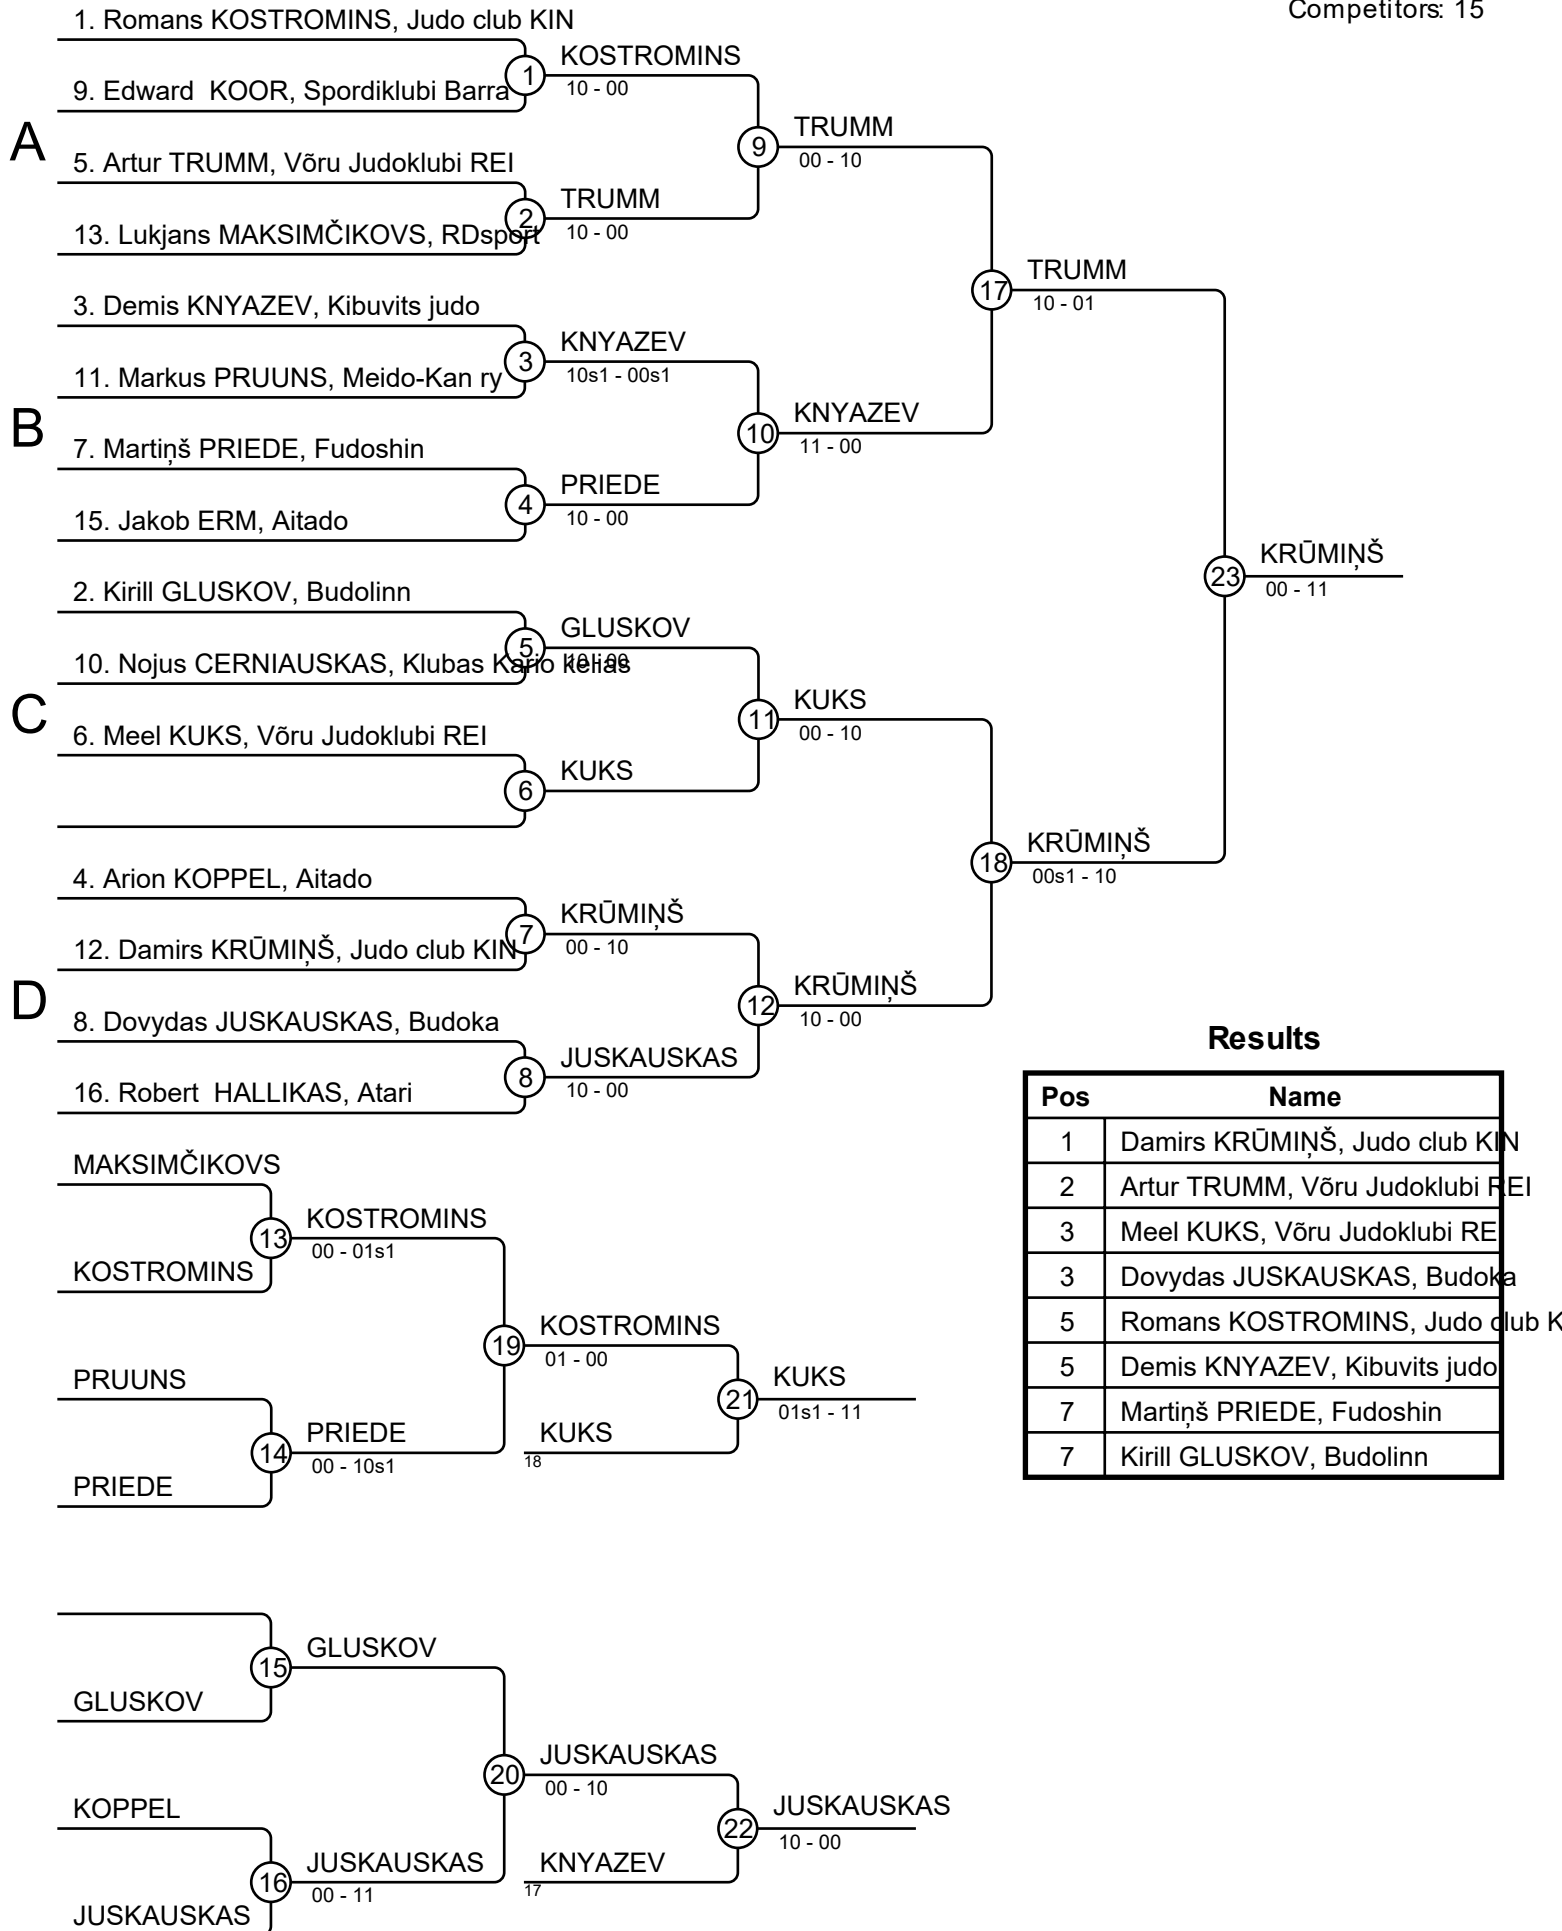 Competitors: 15
1. Romans KOSTROMINS, Judo club KIN
KOSTROMINS
1
10 - 00
9. Edward KOOR, Spordiklubi Barra
A
TRUMM
9
00 - 10
5. Artur TRUMM, Võru Judoklubi REI
TRUMM
2
10 - 00
13. Lukjans MAKSIMČIKOVS, RDsport
TRUMM
17
10 - 01
3. Demis KNYAZEV, Kibuvits judo
KNYAZEV
3
10s1 - 00s1
11. Markus PRUUNS, Meido-Kan ry
B
KNYAZEV
10
11 - 00
7. Martiņš PRIEDE, Fudoshin
PRIEDE
4
10 - 00
15. Jakob ERM, Aitado
KRŪMIŅŠ
23
00 - 11
2. Kirill GLUSKOV, Budolinn
GLUSKOV
5
10 - 00
10. Nojus CERNIAUSKAS, Klubas Kario kelias
C
KUKS
11
00 - 10
6. Meel KUKS, Võru Judoklubi REI
KUKS
6
KRŪMIŅŠ
18
00s1 - 10
4. Arion KOPPEL, Aitado
KRŪMIŅŠ
7
00 - 10
12. Damirs KRŪMIŅŠ, Judo club KIN
D
KRŪMIŅŠ
12
10 - 00
8. Dovydas JUSKAUSKAS, Budoka
JUSKAUSKAS
8
10 - 00
16. Robert HALLIKAS, Atari
Results
Pos Name
1 Damirs KRŪMIŅŠ, Judo club KIN
2 Artur TRUMM, Võru Judoklubi REI
3 Meel KUKS, Võru Judoklubi RE
3 Dovydas JUSKAUSKAS, Budoka
5 Romans KOSTROMINS, Judo club K
5 Demis KNYAZEV, Kibuvits judo
7 Martiņš PRIEDE, Fudoshin
7 Kirill GLUSKOV, Budolinn
MAKSIMČIKOVS
KOSTROMINS
13
00 - 01s1
KOSTROMINS
KOSTROMINS
19
01 - 00
PRUUNS
KUKS
21
01s1 - 11
PRIEDE
14
00 - 10s1
KUKS
18
PRIEDE
GLUSKOV
15
GLUSKOV
JUSKAUSKAS
20
00 - 10
KOPPEL
JUSKAUSKAS
22
10 - 00
JUSKAUSKAS
16
00 - 11
KNYAZEV
17
JUSKAUSKAS